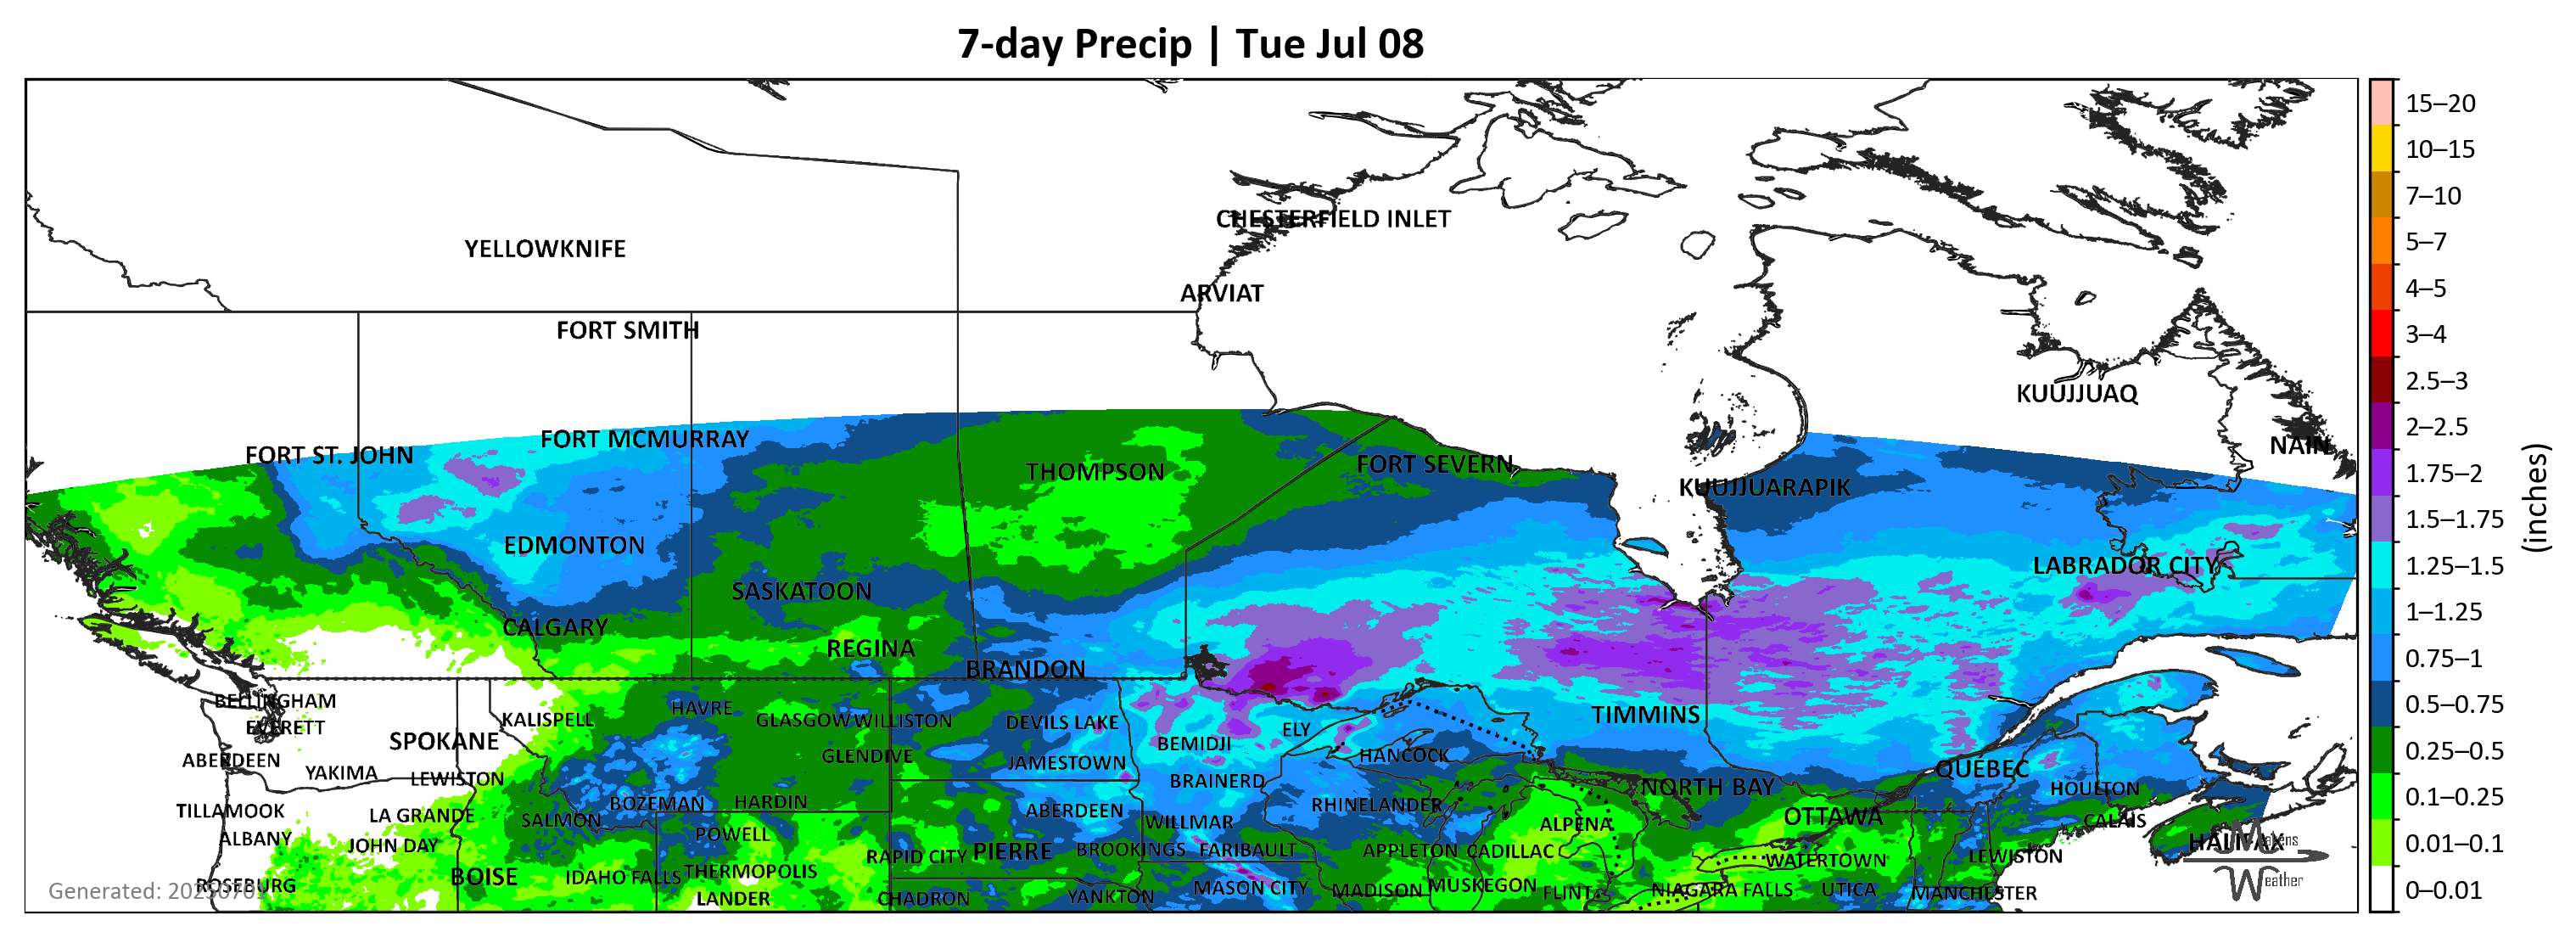 7-day Precip | Tue Jul 08
CHESTERFIELD INLET
YELLOWKNIFE
ARVIAT
FORT SMITH
KUUJJUAQ
FORT ST. JOHN
FORT MCMURRAY
NAIN
THOMPSON
FORT SEVERN
KUUJJUARAPIK
EDMONTON
LABRADOR CITY
SASKATOON
CALGARY
REGINA
BRANDON
BELLINGHAM
EVERETT
KALISPELL
HAVRE
GLASGOW
WILLISTON
DEVILS LAKE
TIMMINS
ELY
SPOKANE
BEMIDJI
ABERDEEN
GLENDIVE
JAMESTOWN
HANCOCK
QUÉBEC
YAKIMA
LEWISTON
BRAINERD
NORTH BAY
HOULTON
TILLAMOOK
LA GRANDE
SALMON
BOZEMAN
HARDIN
ABERDEEN
RHINELANDER
ALBANY
JOHN DAY
POWELL
WILLMAR
ALPENA
OTTAWA
CALAIS
HALIFAX
RAPID CITY
PIERRE
BROOKINGS
FARIBAULT
APPLETON
CADILLAC
WATERTOWN
LEWISTON
ROSEBURG
BOISE
IDAHO FALLS
THERMOPOLIS
LANDER
CHADRON
YANKTON
MASON CITY
MADISON
MUSKEGON
FLINT
NIAGARA FALLS
UTICA
MANCHESTER
Weather
15–20
10–15
7–10
5–7
4–5
3–4
2.5–3
2–2.5
1.75–2
1.5–1.75
1.25–1.5
1–1.25
0.75–1
0.5–0.75
0.25–0.5
0.1–0.25
0.01–0.1
0–0.01
(inches)
Generated: